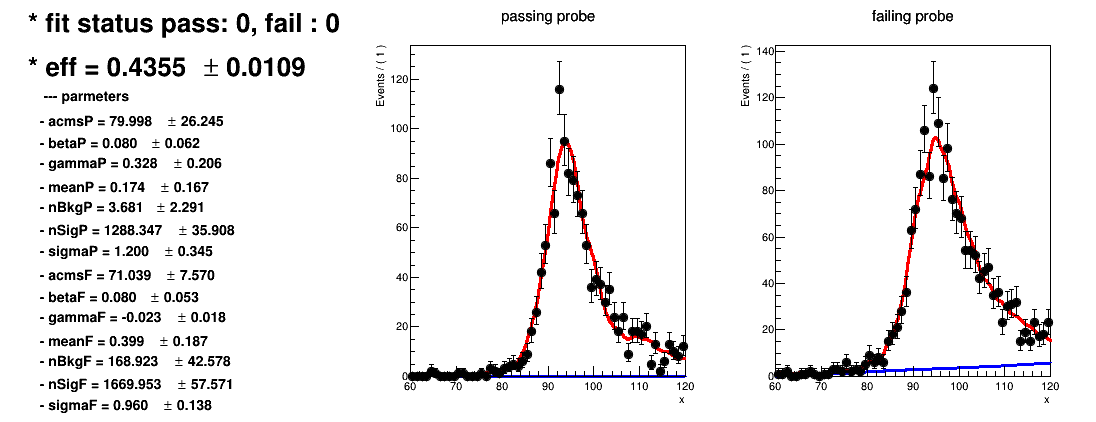 * fit status pass: 0, fail : 0
* eff = 0.4355 ± 0.0109
--- parmeters
- acmsP = 79.998 ± 26.245
- betaP = 0.080 ± 0.062
- gammaP = 0.328 ± 0.206
- meanP = 0.174 ± 0.167
- nBkgP = 3.681 ± 2.291
- nSigP = 1288.347 ± 35.908
- sigmaP = 1.200 ± 0.345
- acmsF = 71.039 ± 7.570
- betaF = 0.080 ± 0.053
- gammaF = -0.023 ± 0.018
- meanF = 0.399 ± 0.187
- nBkgF = 168.923 ± 42.578
- nSigF = 1669.953 ± 57.571
- sigmaF = 0.960 ± 0.138
passing probe
Events / ( 1 )
120
100
80
60
40
20
0
60 70 80 90 100 110 120
x
failing probe
Events / ( 1 )
140
120
100
80
60
40
20
0
60 70 80 90 100 110 120
x